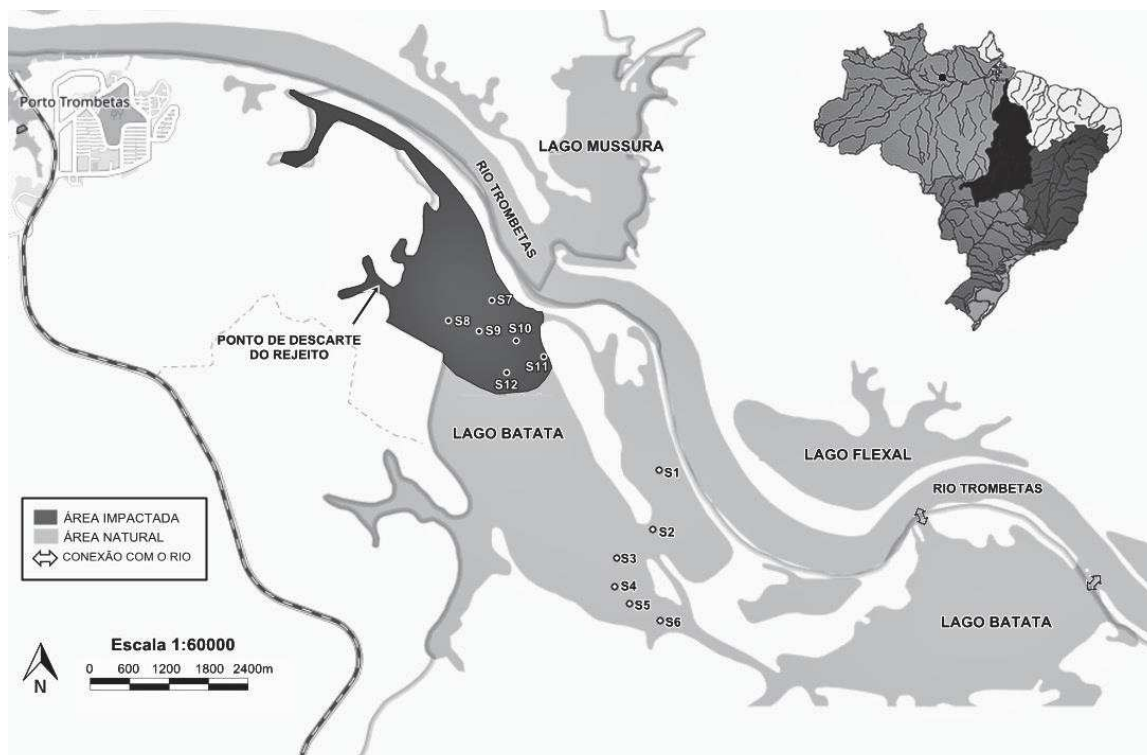 Porto Trombetas
LAGO MUSSURA
RIO TROMBETAS
S7
S8
S9
S10
S11
S12
PONTO DE DESCARTE
DO REJEITO
LAGO BATATA
S1
S2
S3
S4
S5
S6
LAGO FLEXAL
RIO TROMBETAS
LAGO BATATA
ÁREA IMPACTADA
ÁREA NATURAL
CONEXÃO COM O RIO
Escala 1:60000
0 600 1200 1800 2400m
N